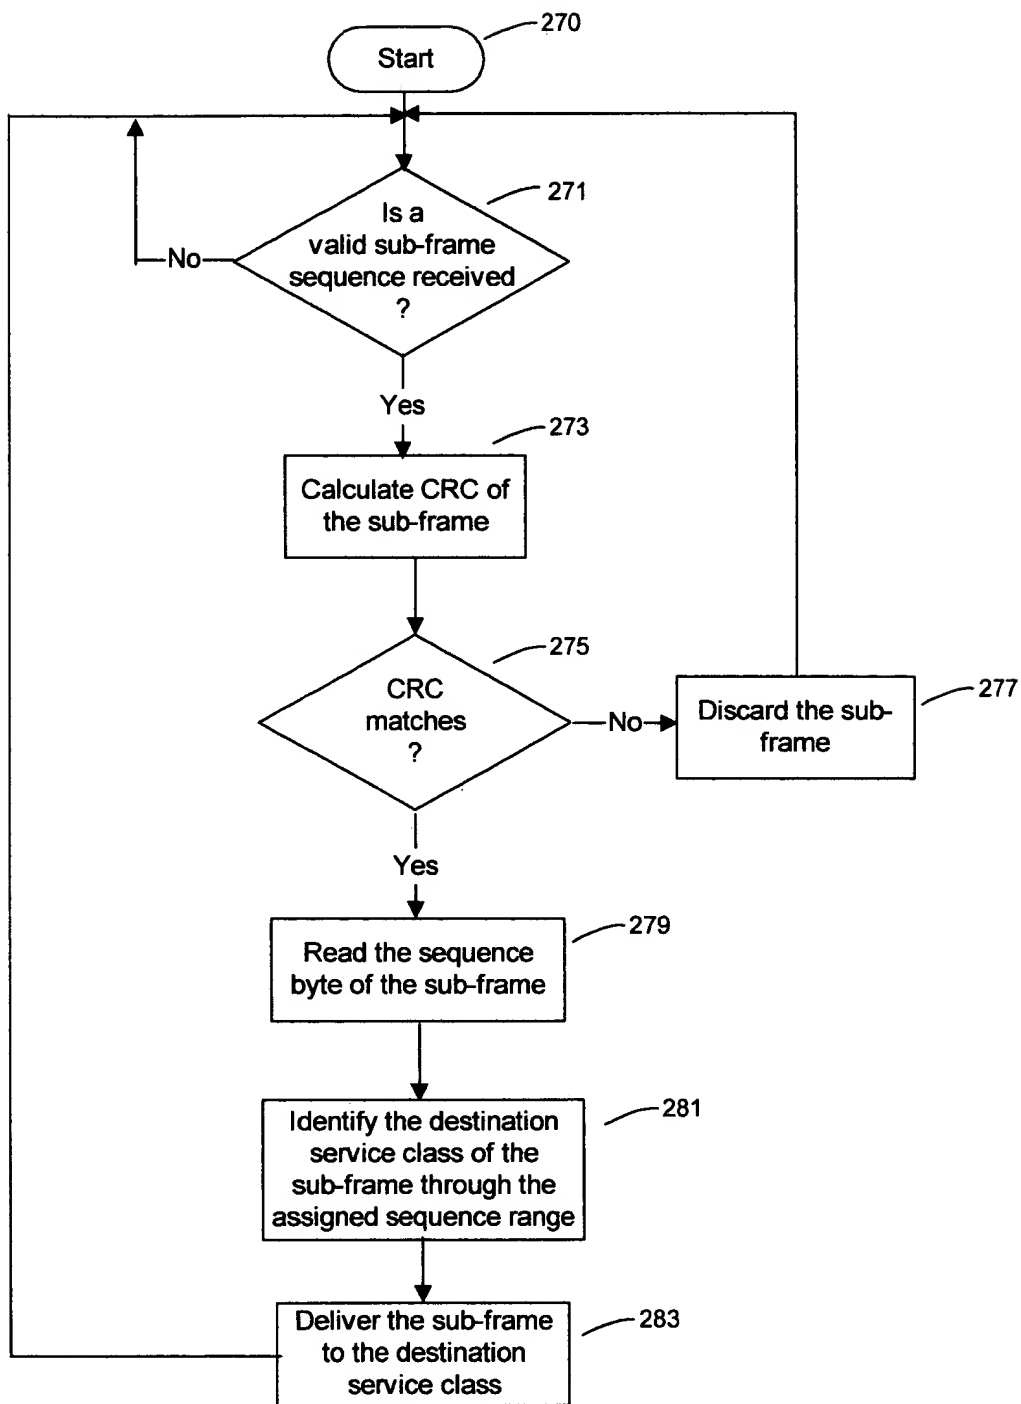 270
Start
271
Is a
valid sub-frame
sequence received
?
No
Yes
273
Calculate CRC of
the sub-frame
275
CRC
matches
?
No
277
Discard the sub-
frame
Yes
279
Read the sequence
byte of the sub-frame
281
Identify the destination
service class of the
sub-frame through the
assigned sequence range
283
Deliver the sub-frame
to the destination
service class